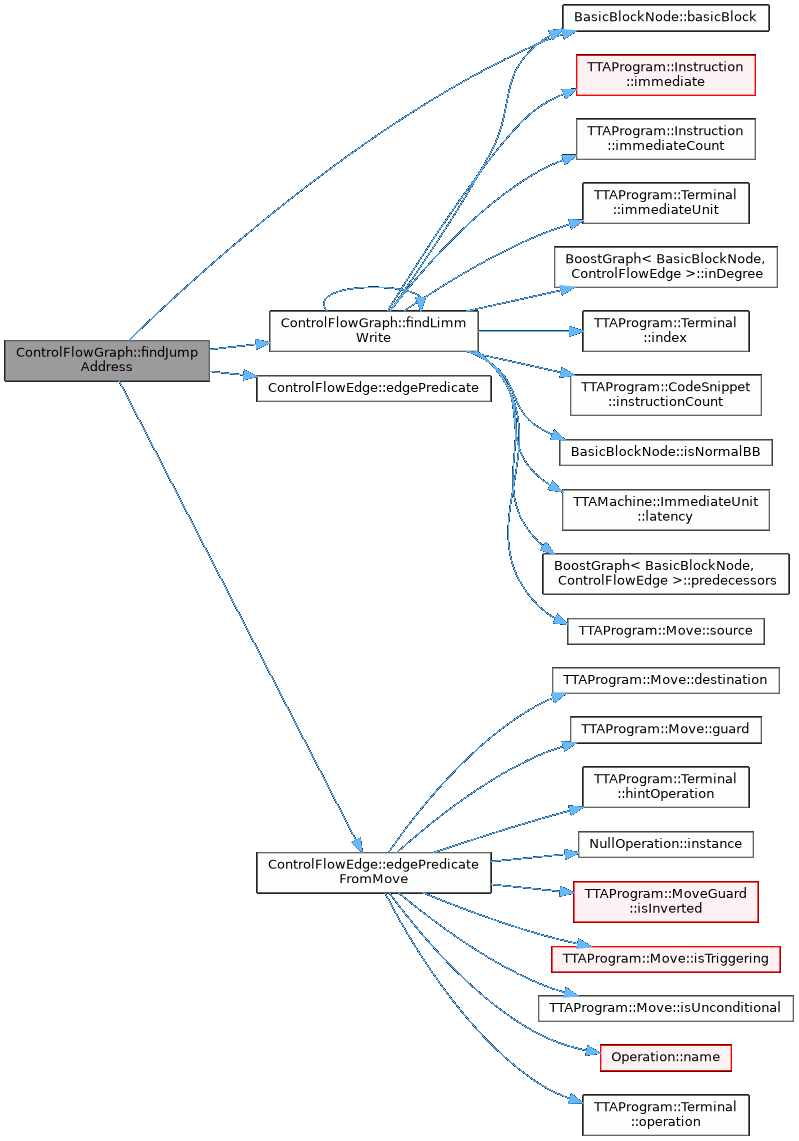 BasicBlockNode::basicBlock
TTAProgram::Instruction
::immediate
TTAProgram::Instruction
::immediateCount
TTAProgram::Terminal
::immediateUnit
BoostGraph< BasicBlockNode,
ControlFlowEdge >::inDegree
ControlFlowGraph::findLimm
Write
TTAProgram::Terminal
::index
ControlFlowGraph::findJump
Address
ControlFlowEdge::edgePredicate
TTAProgram::CodeSnippet
::instructionCount
BasicBlockNode::isNormalBB
TTAMachine::ImmediateUnit
::latency
BoostGraph< BasicBlockNode,
ControlFlowEdge >::predecessors
TTAProgram::Move::source
TTAProgram::Move::destination
TTAProgram::Move::guard
TTAProgram::Terminal
::hintOperation
NullOperation::instance
ControlFlowEdge::edgePredicate
FromMove
TTAProgram::MoveGuard
::isInverted
TTAProgram::Move::isTriggering
TTAProgram::Move::isUnconditional
Operation::name
TTAProgram::Terminal
::operation